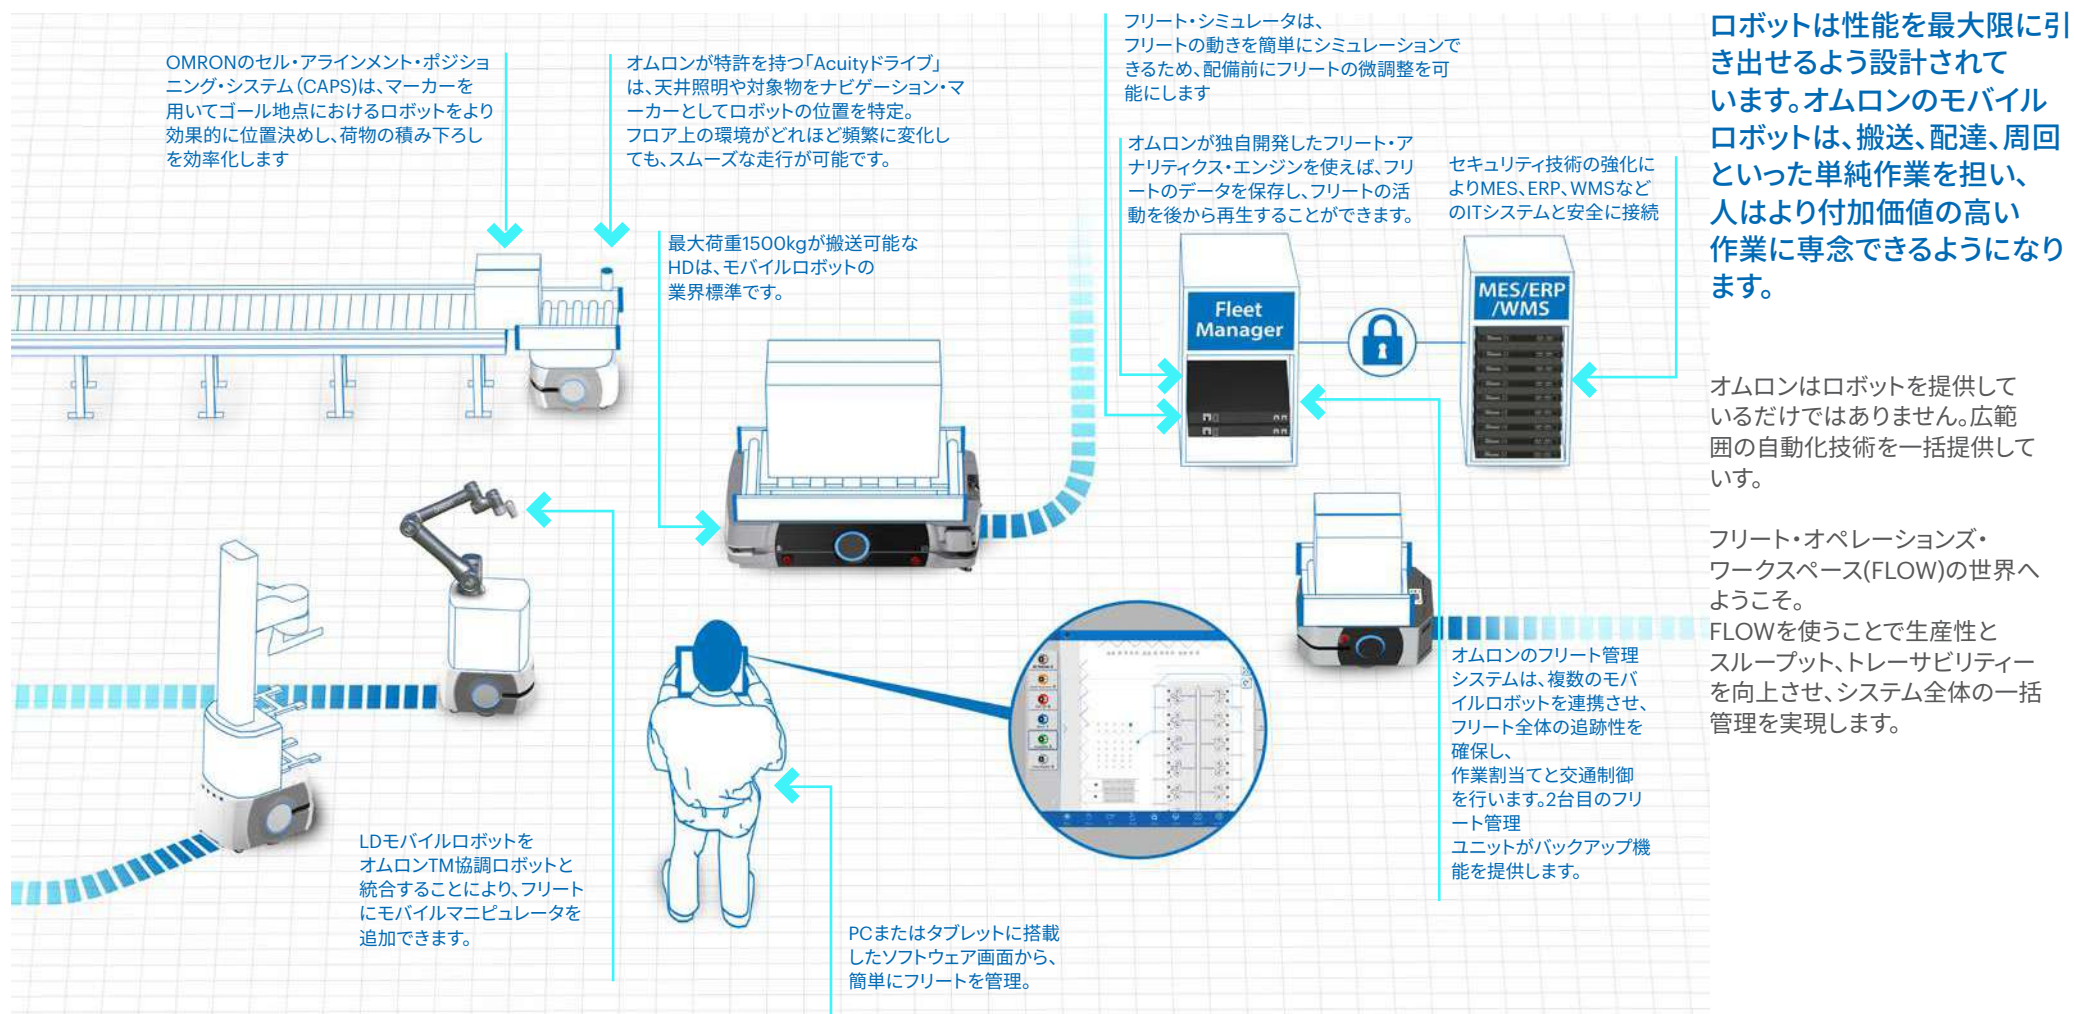 OMRONのセル・アラインメント・ポジショ
ニング・システム（CAPS)は、マーカーを
用いてゴール地点におけるロボットをより
効果的に位置決めし、荷物の積み下ろし
を効率化します
オムロンが特許を持つ「Acuityドライブ」
は、天井照明や対象物をナビゲーション・マ
ーカーとしてロボットの位置を特定。
フロア上の環境がどれほど頻繁に変化し
ても、スムーズな走行が可能です。
フリート・シミュレータは、
フリートの動きを簡単にシミュレーションで
きるため、配備前にフリートの微調整を可
能にします
オムロンが独自開発したフリート・ア
ナリティクス・エンジンを使えば、フリ
ートのデータを保存し、フリートの活
動を後から再生することができます。
セキュリティ技術の強化に
よりMES、ERP、WMSなど
のITシステムと安全に接続
最大荷重1500kgが搬送可能な
HDは、モバイルロボットの
業界標準です。
Fleet
Manager
MES/ERP
/WMS
LDモバイルロボットを
オムロンTM協調ロボットと
統合することにより、フリート
にモバイルマニピュレータを
追加できます。
PCまたはタブレットに搭載
したソフトウェア画面から、
簡単にフリートを管理。
オムロンのフリート管理
システムは、複数のモバ
イルロボットを連携させ、
フリート全体の追跡性を
確保し、
作業割当てと交通制御
を行います。2台目のフリ
ート管理
ユニットがバックアップ機
能を提供します。
ロボットは性能を最大限に引
き出せるよう設計されて
います。オムロンのモバイル
ロボットは、搬送、配達、周回
といった単純作業を担い、
人はより付加価値の高い
作業に専念できるようになり
ます。
オムロンはロボットを提供して
いるだけではありません。広範
囲の自動化技術を一括提供して
いす。
フリート・オペレーションズ・
ワークスペース(FLOW)の世界へ
ようこそ。
FLOWを使うことで生産性と
スループット、トレーサビリティー
を向上させ、システム全体の一括
管理を実現します。